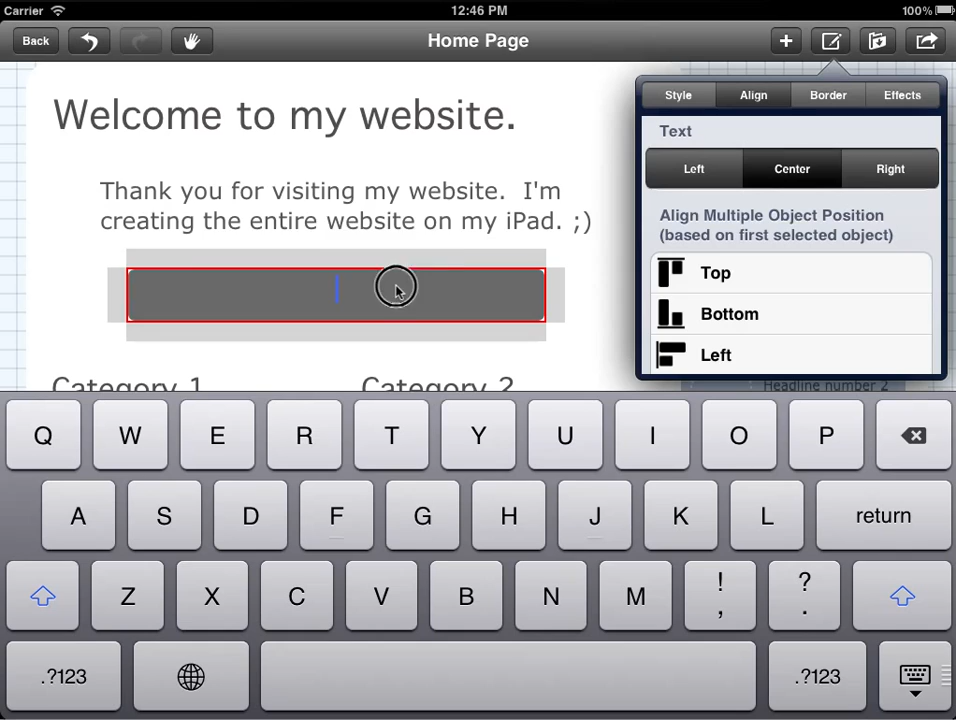 Carrier 12:46 PM 100%
Back Home Page
Style Align Border Effects
Welcome to my website.
Text
Left Center Right
Thank you for visiting my website. I'm
creating the entire website on my iPad. ;)
Align Multiple Object Position
(based on first selected object)
Top
Bottom
Left
Category 1 Category 2 Headline number 2
Q W E R T Y U I O P
A S D F G H J K L return
Z X C V B N M ! , ? .
.?123 .?123